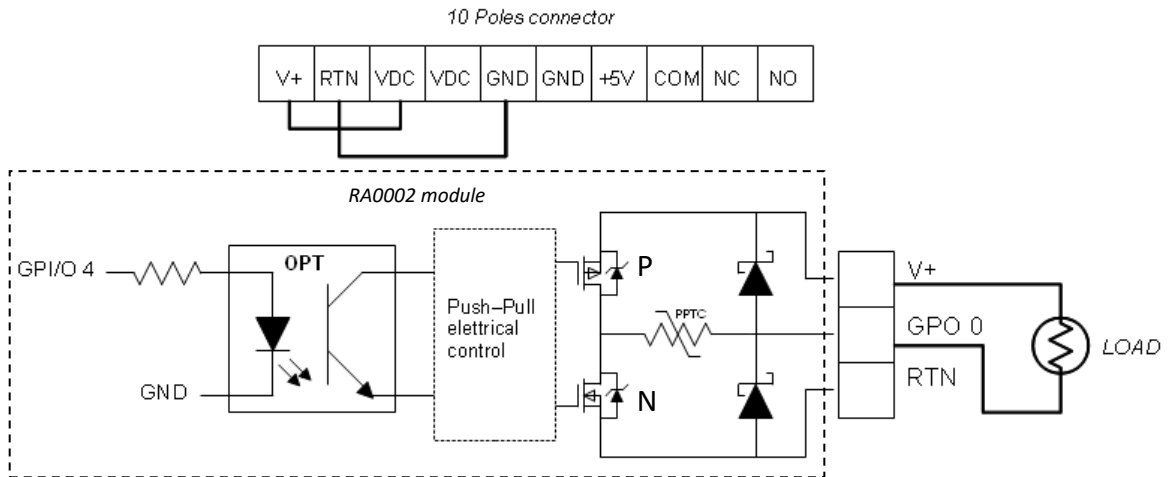 10 Poles connector
V+ RTN VDC VDC GND GND +5V COM NC NO
RA0002 module
GPI/O 4
OPT
P
V+
Push-Pull
elettrical
control
PPTC
GPO 0
LOAD
RTN
GND
N